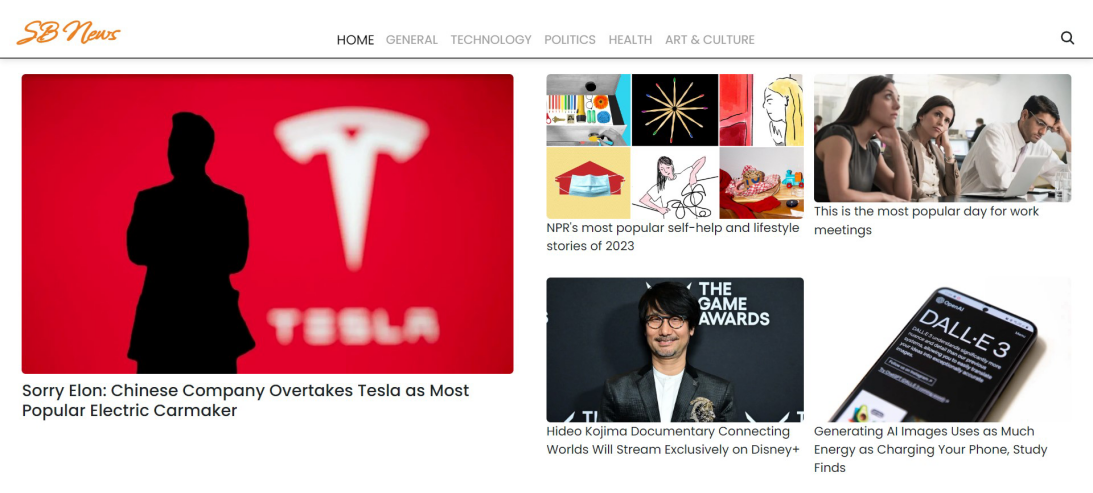 SB News
HOME GENERAL TECHNOLOGY POLITICS HEALTH ART & CULTURE
TESLA
Sorry Elon: Chinese Company Overtakes Tesla as Most
Popular Electric Carmaker
NPR's most popular self-help and lifestyle
stories of 2023
This is the most popular day for work
meetings
THE
GAME
AWARDS
Hideo Kojima Documentary Connecting
Worlds Will Stream Exclusively on Disney+
OpenAI
DALL·E 3
Generating AI Images Uses as Much
Energy as Charging Your Phone, Study
Finds